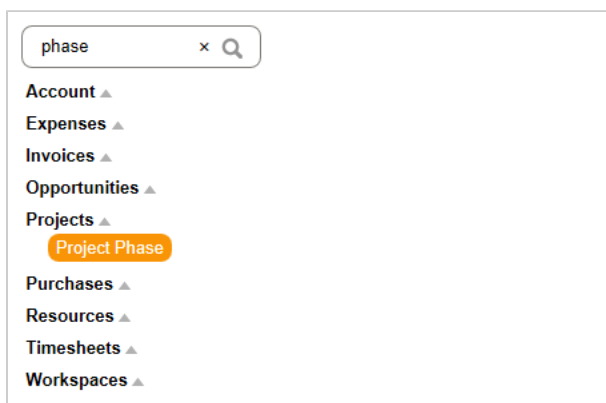 phase ×
Account
Expenses
Invoices
Opportunities
Projects
Project Phase
Purchases
Resources
Timesheets
Workspaces